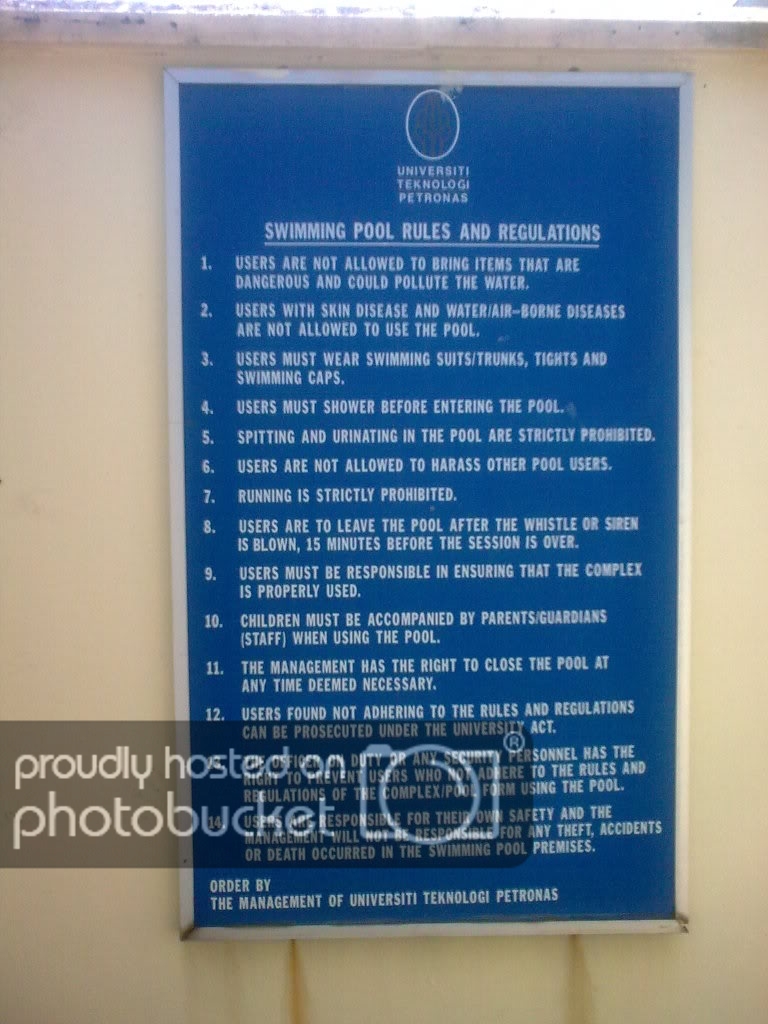 UNIVERSITI
TEKNOLOGI
PETRONAS
SWIMMING POOL RULES AND REGULATIONS
1. USERS ARE NOT ALLOWED TO BRING ITEMS THAT ARE
DANGEROUS AND COULD POLLUTE THE WATER.
2. USERS WITH SKIN DISEASE AND WATER/AIR-BORNE DISEASES
ARE NOT ALLOWED TO USE THE POOL.
3. USERS MUST WEAR SWIMMING SUITS/TRUNKS, TIGHTS AND
SWIMMING CAPS.
4. USERS MUST SHOWER BEFORE ENTERING THE POOL.
5. SPITTING AND URINATING IN THE POOL ARE STRICTLY PROHIBITED.
6. USERS ARE NOT ALLOWED TO HARASS OTHER POOL USERS.
7. RUNNING IS STRICTLY PROHIBITED.
8. USERS ARE TO LEAVE THE POOL AFTER THE WHISTLE OR SIREN
IS BLOWN, 15 MINUTES BEFORE THE SESSION IS OVER.
9. USERS MUST BE RESPONSIBLE IN ENSURING THAT THE COMPLEX
IS PROPERLY USED.
10. CHILDREN MUST BE ACCOMPANIED BY PARENTS/GUARDIANS
(STAFF) WHEN USING THE POOL.
11. THE MANAGEMENT HAS THE RIGHT TO CLOSE THE POOL AT
ANY TIME DEEMED NECESSARY.
12. USERS FOUND NOT ADHERING TO THE RULES AND REGULATIONS
CAN BE PROSECUTED UNDER THE UNIVERSITY ACT.
13. THE OFFICER ON DUTY OR ANY SECURITY PERSONNEL HAS THE
RIGHT TO PREVENT USERS WHO NOT ADHERE TO THE RULES AND
REGULATIONS OF THE COMPLEX/POOL FORM USING THE POOL.
14. USERS ARE RESPONSIBLE FOR THEIR OWN SAFETY AND THE
MANAGEMENT WILL NOT BE RESPONSIBLE FOR ANY THEFT, ACCIDENTS
OR DEATH OCCURRED IN THE SWIMMING POOL PREMISES.
ORDER BY
THE MANAGEMENT OF UNIVERSITI TEKNOLOGI PETRONAS
proudly hosted on
photobucket ®